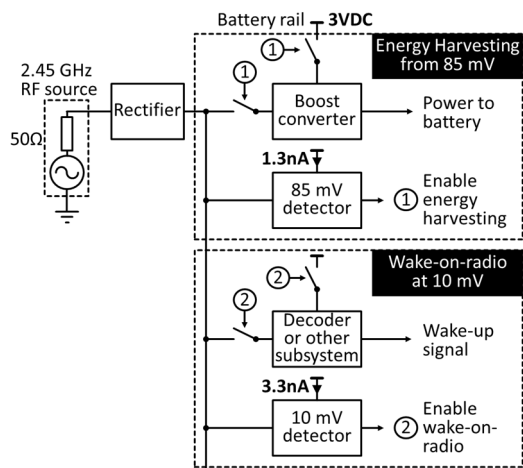 Battery rail 3VDC
Energy Harvesting
from 85 mV
2.45 GHz
RF source
50Ω
Rectifier
1
1
Boost
converter
Power to
battery
1.3nA
85 mV
detector
1 Enable
energy
harvesting
Wake-on-radio
at 10 mV
2
2
Decoder
or other
subsystem
Wake-up
signal
3.3nA
10 mV
detector
2 Enable
wake-on-
radio